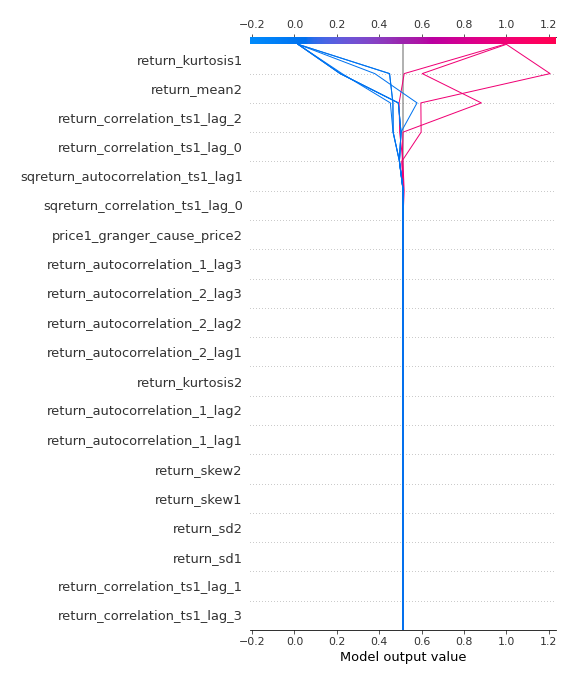 −0.2 0.0 0.2 0.4 0.6 0.8 1.0 1.2
return_kurtosis1
return_mean2
return_correlation_ts1_lag_2
return_correlation_ts1_lag_0
sqreturn_autocorrelation_ts1_lag1
sqreturn_correlation_ts1_lag_0
price1_granger_cause_price2
return_autocorrelation_1_lag3
return_autocorrelation_2_lag3
return_autocorrelation_2_lag2
return_autocorrelation_2_lag1
return_kurtosis2
return_autocorrelation_1_lag2
return_autocorrelation_1_lag1
return_skew2
return_skew1
return_sd2
return_sd1
return_correlation_ts1_lag_1
return_correlation_ts1_lag_3
−0.2 0.0 0.2 0.4 0.6 0.8 1.0 1.2
Model output value